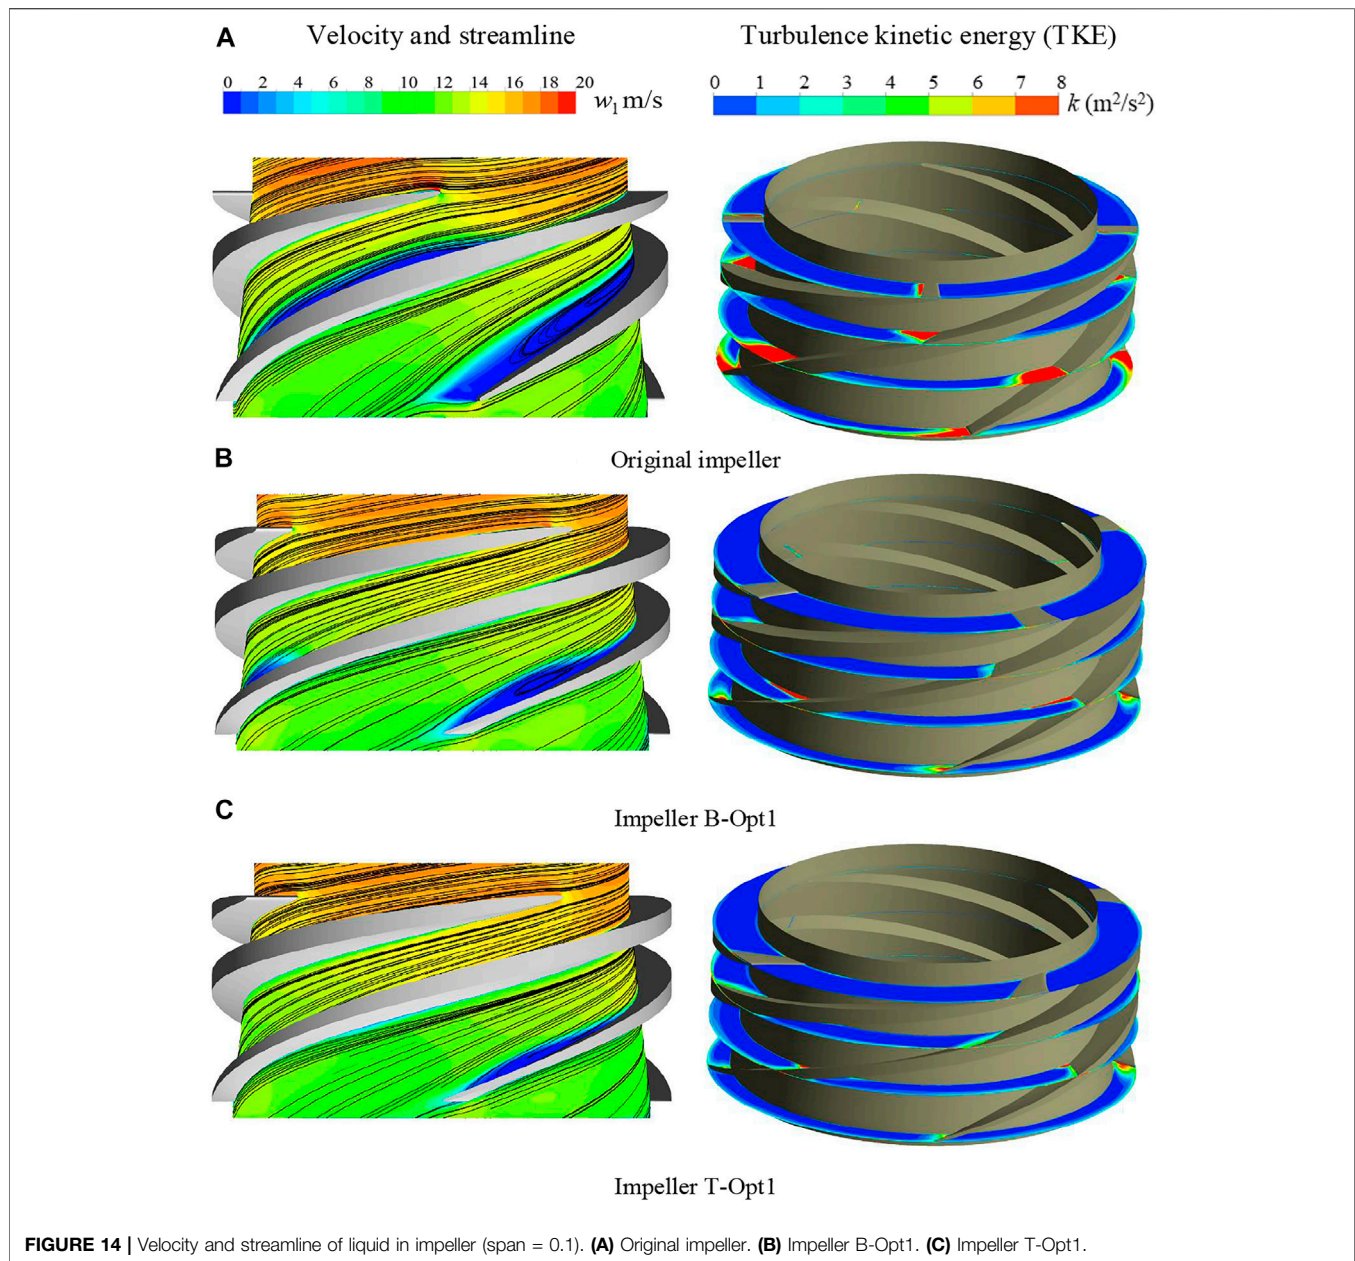 A Velocity and streamline Turbulence kinetic energy (TKE)
0 2 4 6 8 10 12 14 16 18 20 w₁ m/s 0 1 2 3 4 5 6 7 8 k (m²/s²)
Original impeller
B
Impeller B-Opt1
C
Impeller T-Opt1
FIGURE 14 | Velocity and streamline of liquid in impeller (span = 0.1). (A) Original impeller. (B) Impeller B-Opt1. (C) Impeller T-Opt1.